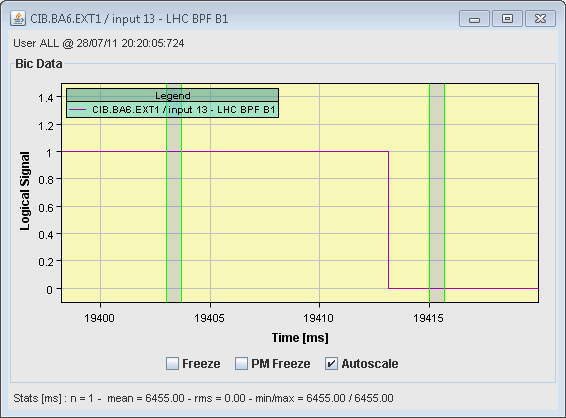 CIB.BA6.EXT1 / input 13 - LHC BPF B1
User ALL @ 28/07/11 20:20:05:724
Bic Data
Legend
CIB.BA6.EXT1 / input 13 - LHC BPF B1
Logical Signal
1.4
1.2
1
0.8
0.6
0.4
0.2
0
19400 19405 19410 19415
Time [ms]
Freeze PM Freeze Autoscale
Stats [ms] : n = 1 - mean = 6455.00 - rms = 0.00 - min/max = 6455.00 / 6455.00